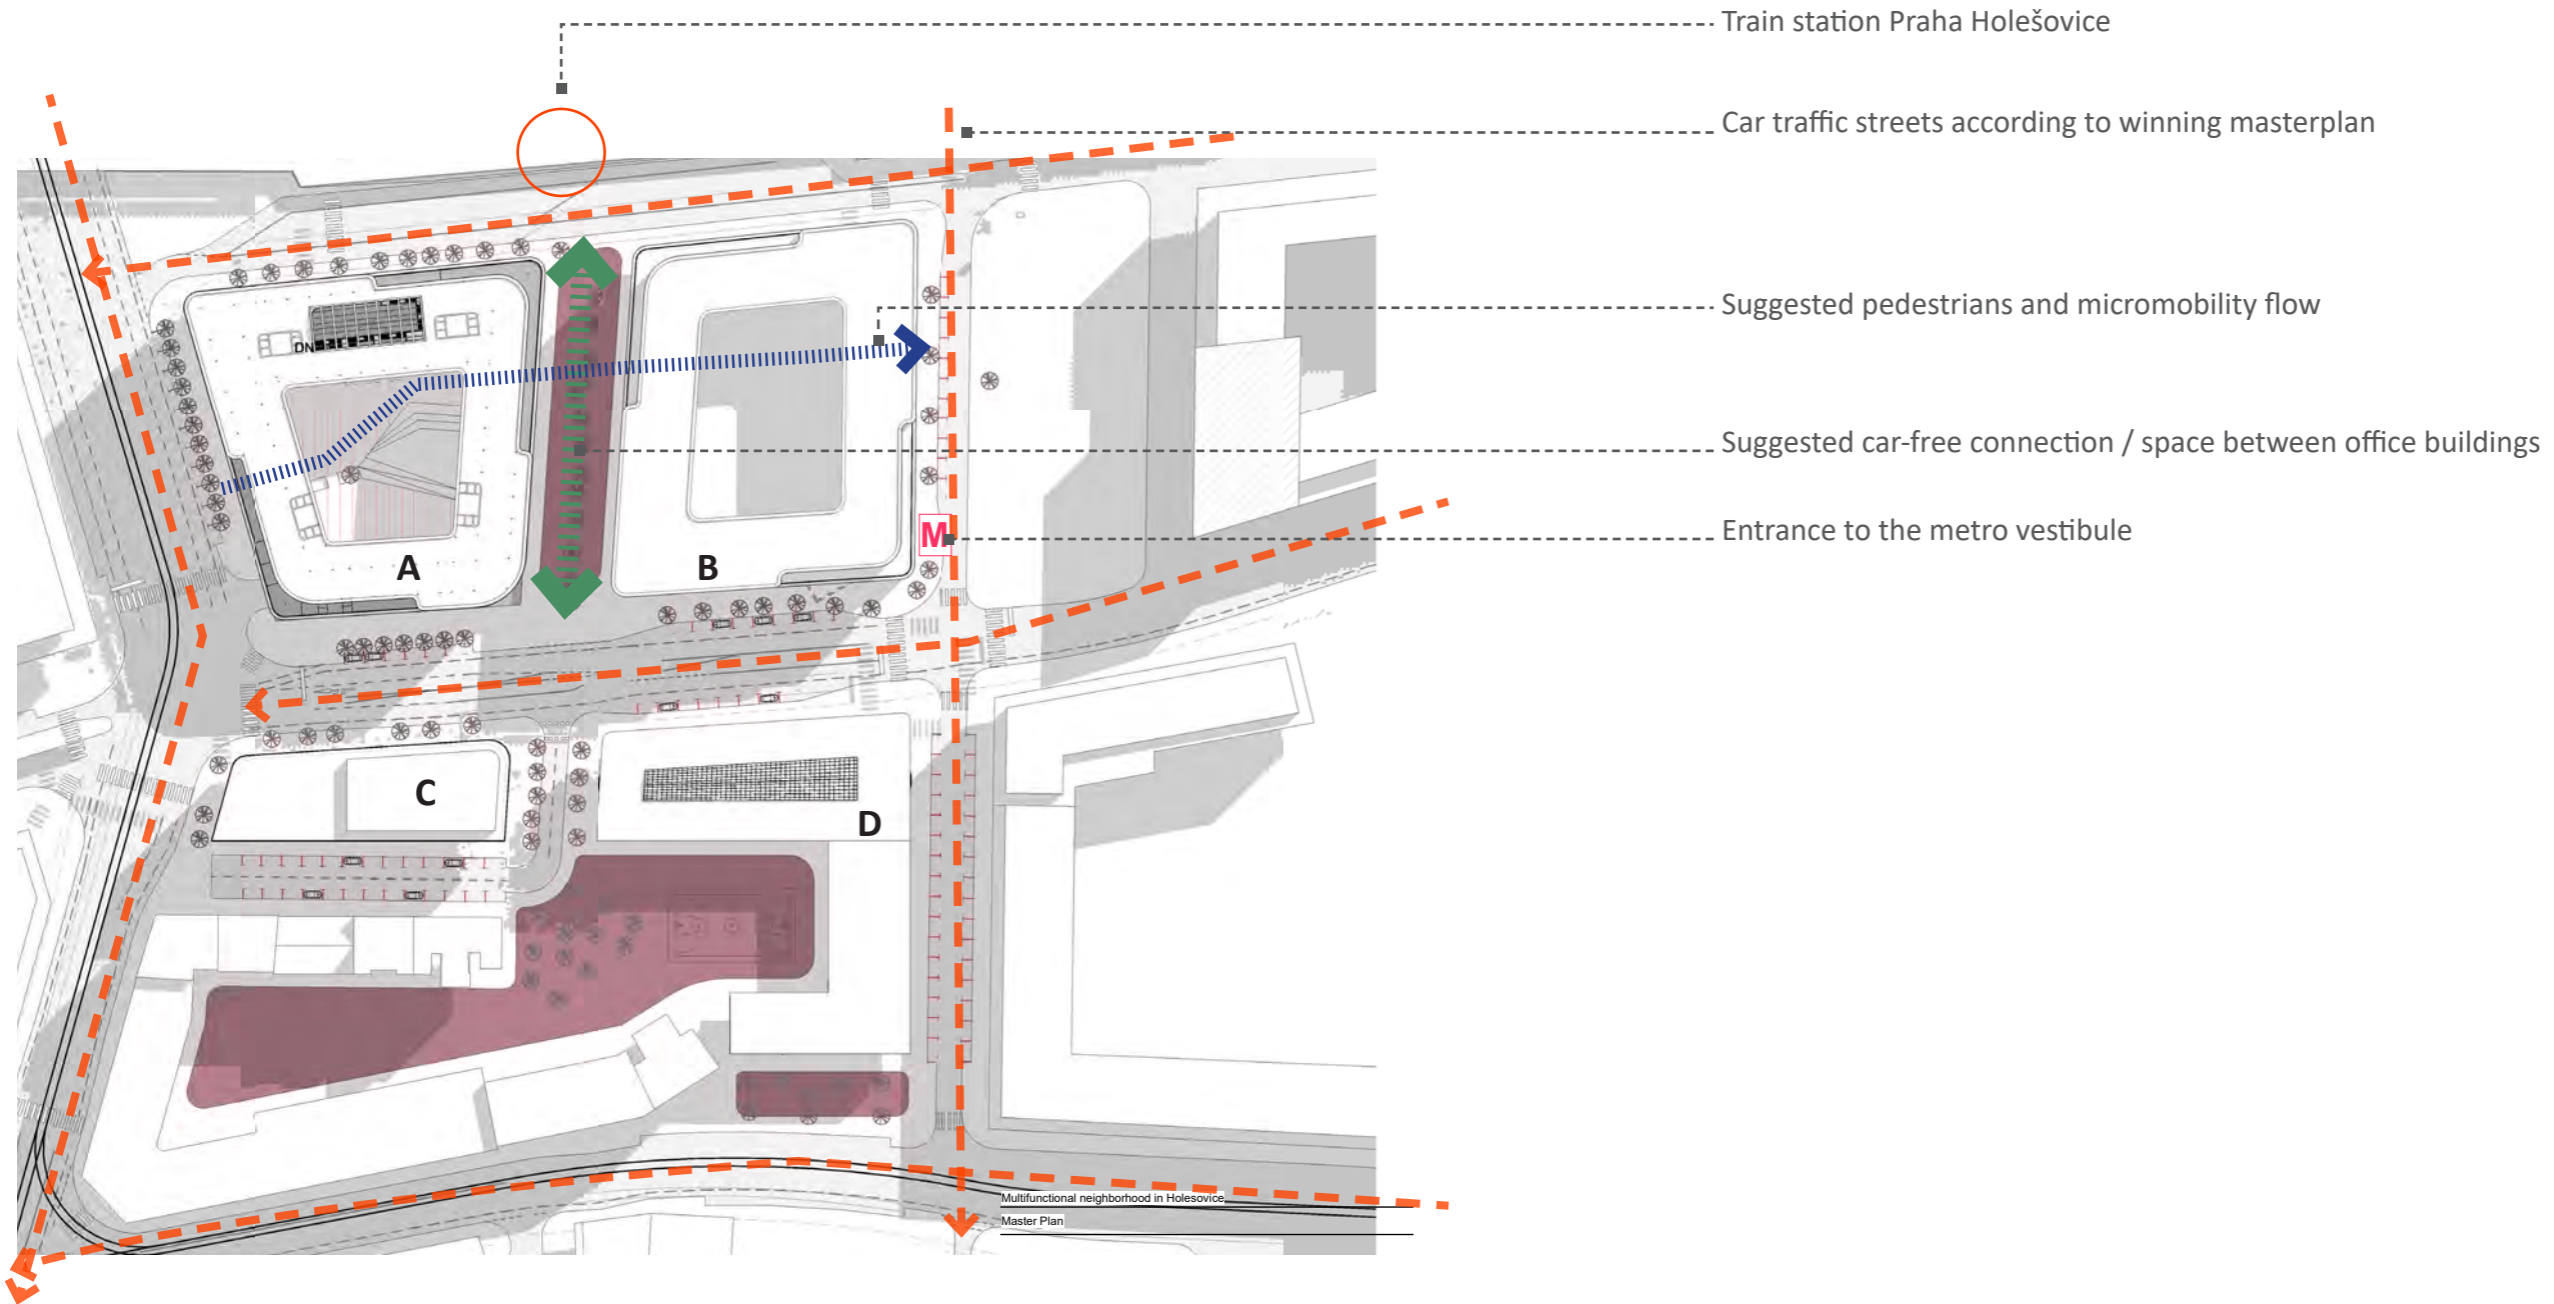 Train station Praha Holešovice
Car traffic streets according to winning masterplan
Suggested pedestrians and micromobility flow
Suggested car-free connection / space between office buildings
Entrance to the metro vestibule
DN
M
A
B
C
D
Multifunctional neighborhood in Holesovice
Master Plan